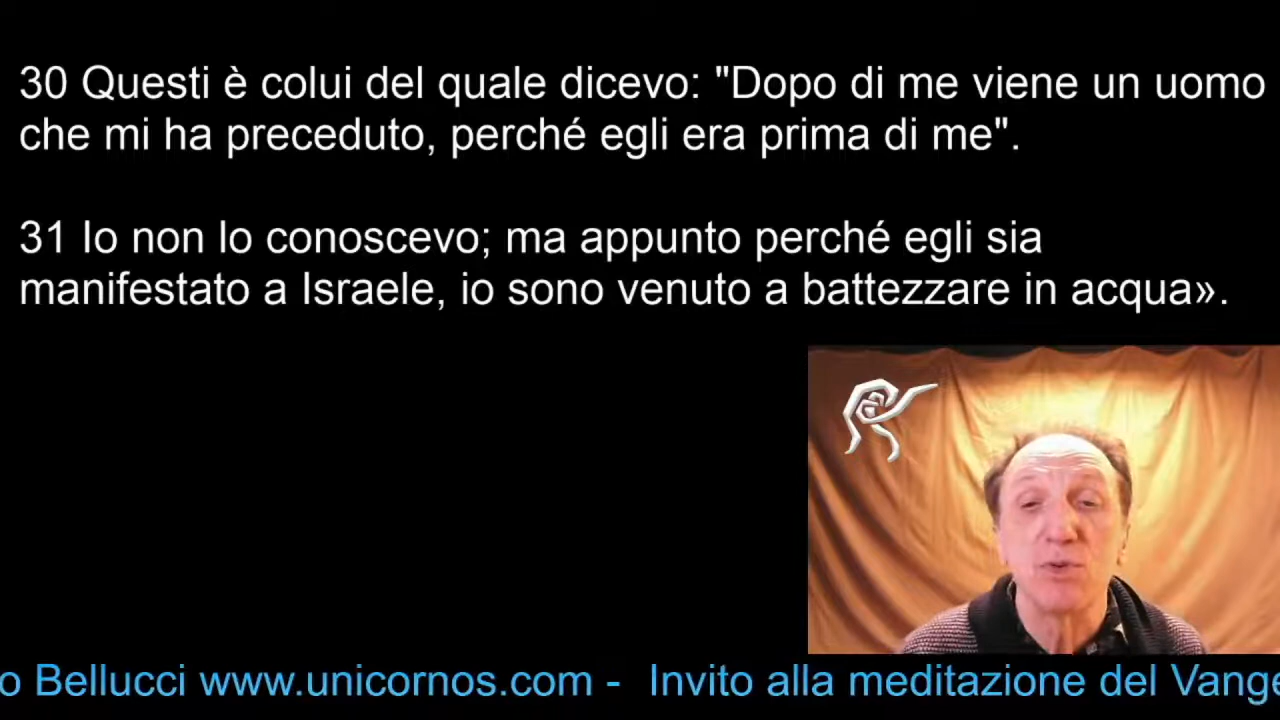 30 Questi è colui del quale dicevo: "Dopo di me viene un uomo
che mi ha preceduto, perché egli era prima di me".
31 Io non lo conoscevo; ma appunto perché egli sia
manifestato a Israele, io sono venuto a battezzare in acqua».
o Bellucci www.unicornos.com - Invito alla meditazione del Vange